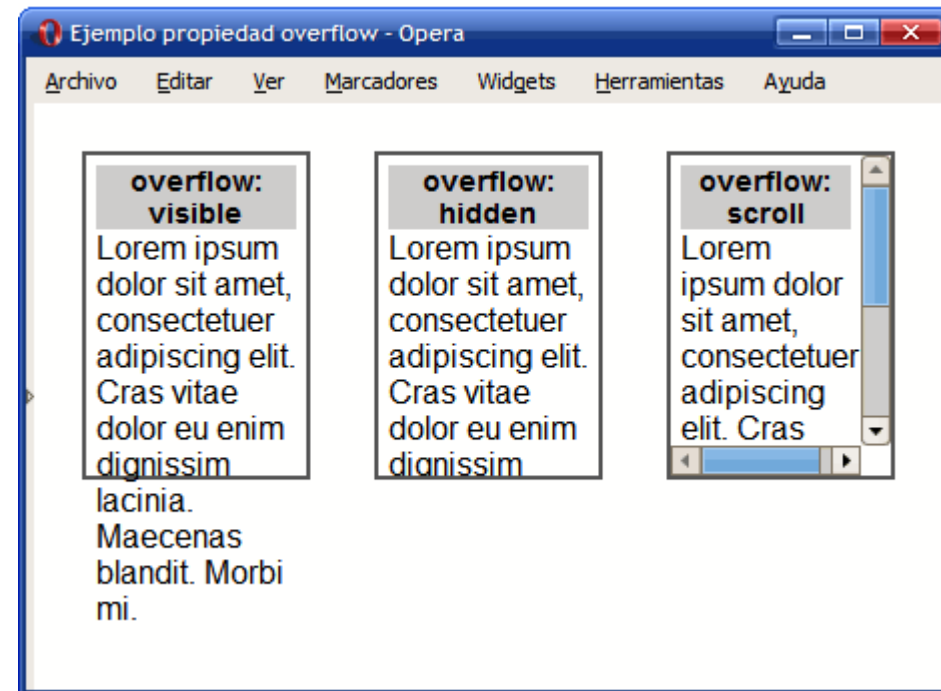 Ejemplo propiedad overflow - Opera
Archivo Editar Ver Marcadores Widgets Herramientas Ayuda
overflow:
visible
Lorem ipsum
dolor sit amet,
consectetuer
adipiscing elit.
Cras vitae
dolor eu enim
dignissim
lacinia.
Maecenas
blandit. Morbi
mi.
overflow:
hidden
Lorem ipsum
dolor sit amet,
consectetuer
adipiscing elit.
Cras vitae
dolor eu enim
dignissim
overflow:
scroll
Lorem
ipsum dolor
sit amet,
consectetuer
adipiscing
elit. Cras